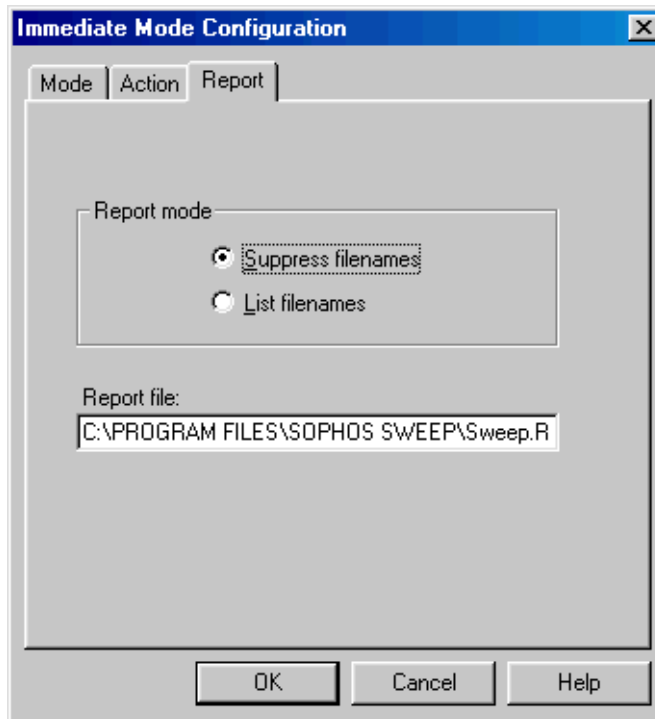 Immediate Mode Configuration
Mode Action Report
Report mode
Suppress filenames
List filenames
Report file:
C:\PROGRAM FILES\SOPHOS SWEEP\Sweep.R
OK Cancel Help